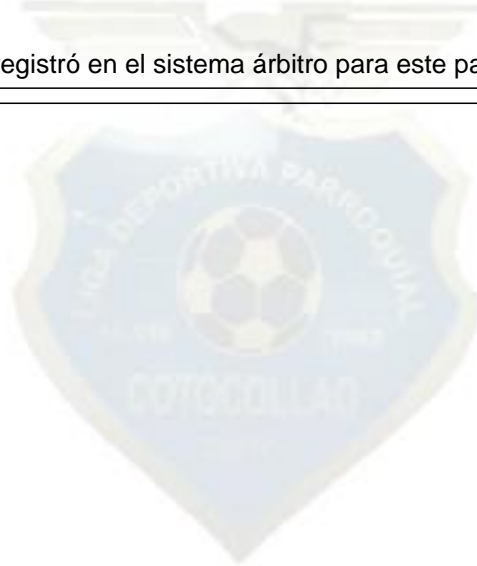 egistró en el sistema árbitro para este pa
LIGA DEPORTIVA PARROQUIAL
COTOCOLLAO